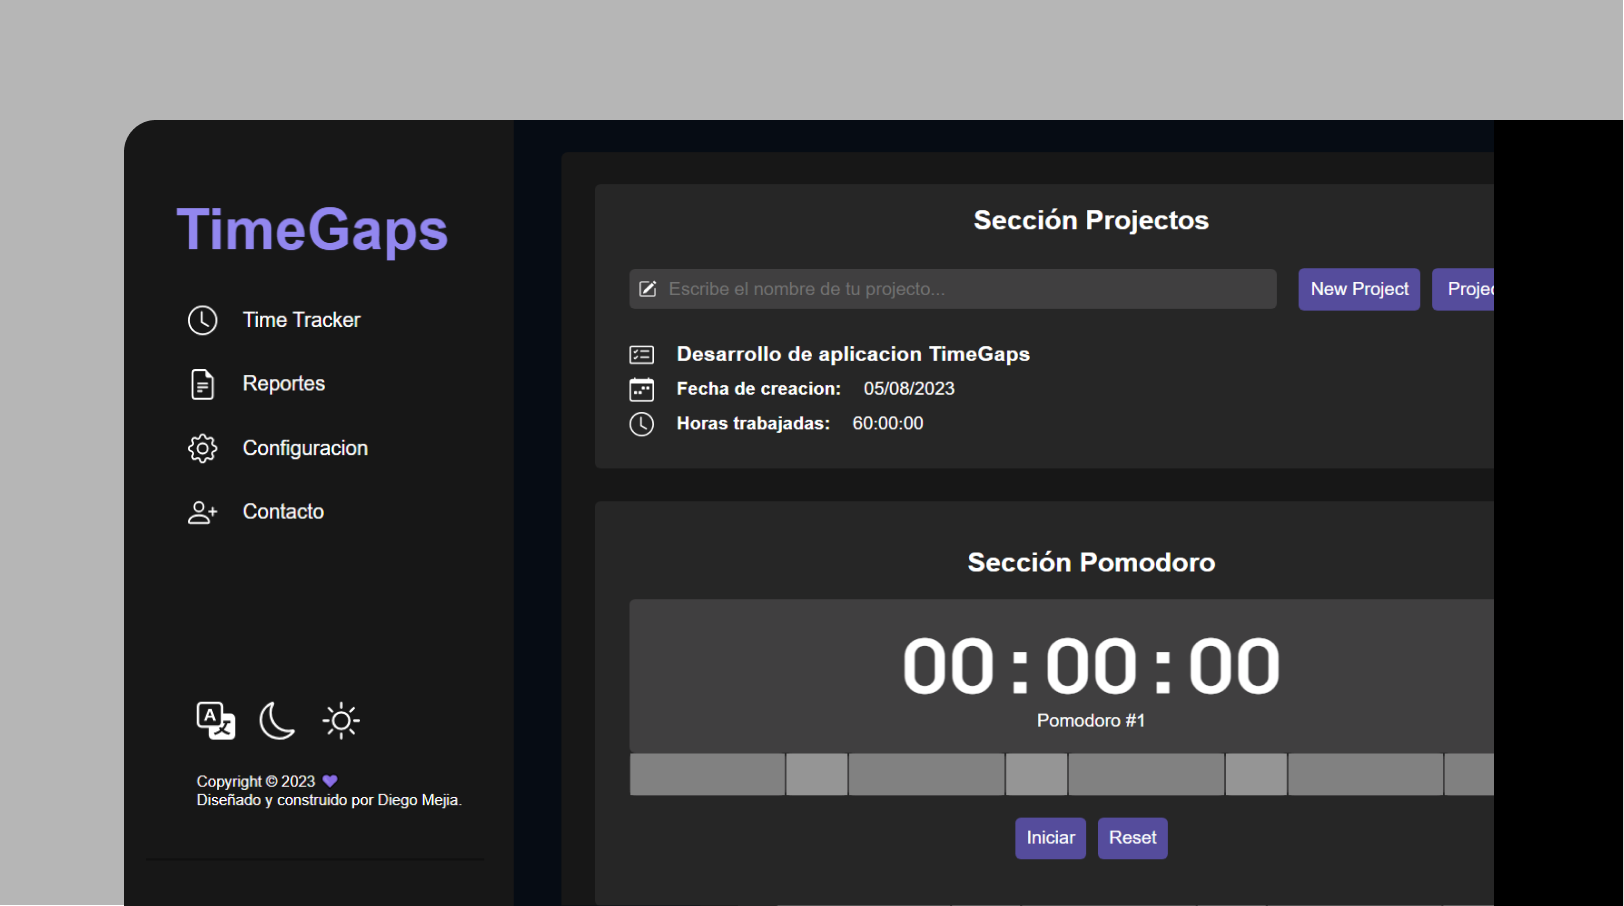 TimeGaps
Time Tracker
Reportes
Configuracion
Contacto
Copyright © 2023 💜
Diseñado y construido por Diego Mejia.
Sección Projectos
Escribe el nombre de tu projecto...
New Project
Projec
Desarrollo de aplicacion TimeGaps
Fecha de creacion: 05/08/2023
Horas trabajadas: 60:00:00
Sección Pomodoro
00:00:00
Pomodoro #1
Iniciar
Reset